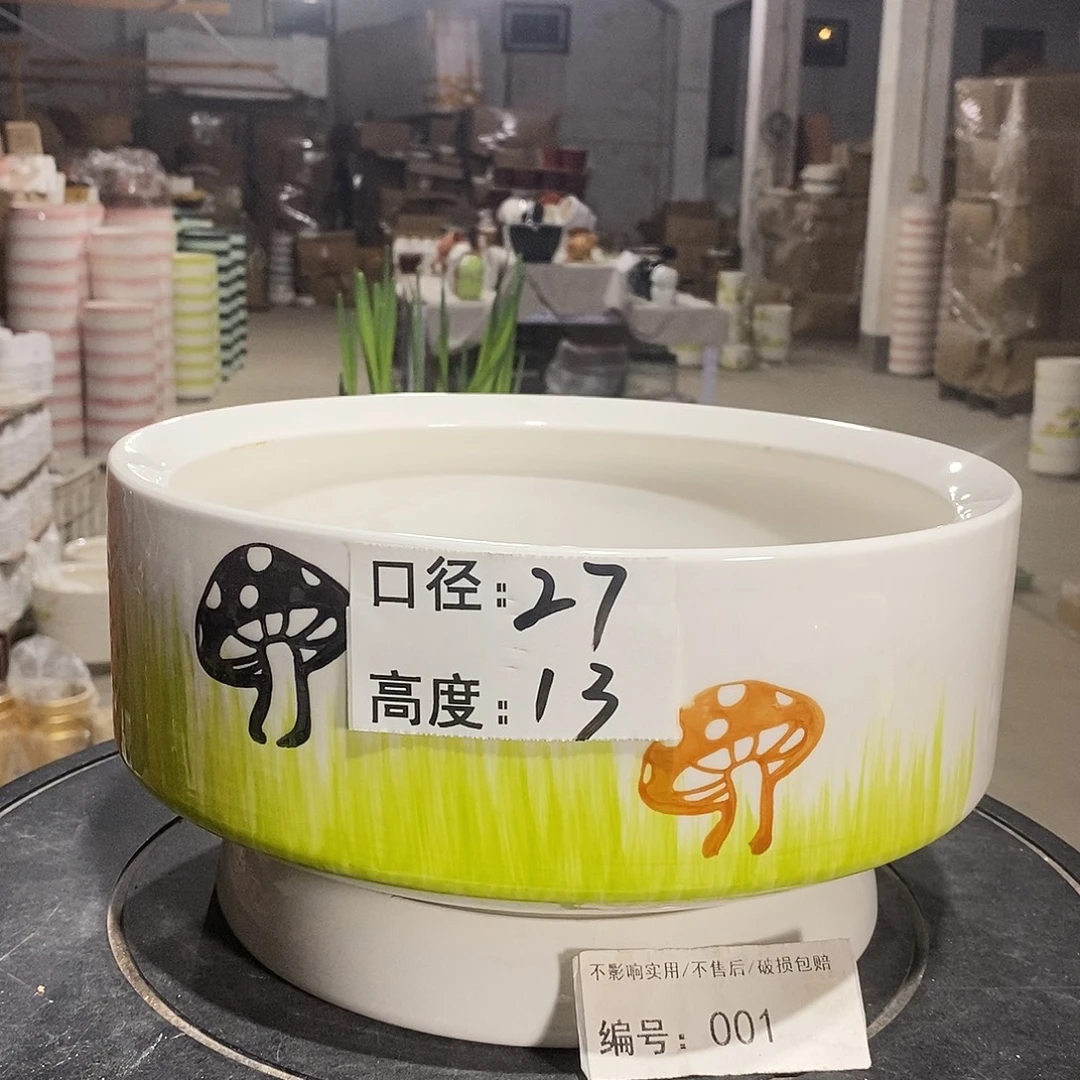 口径:27
高度:13
不影响实用/不售后/破损包赔
编号:001